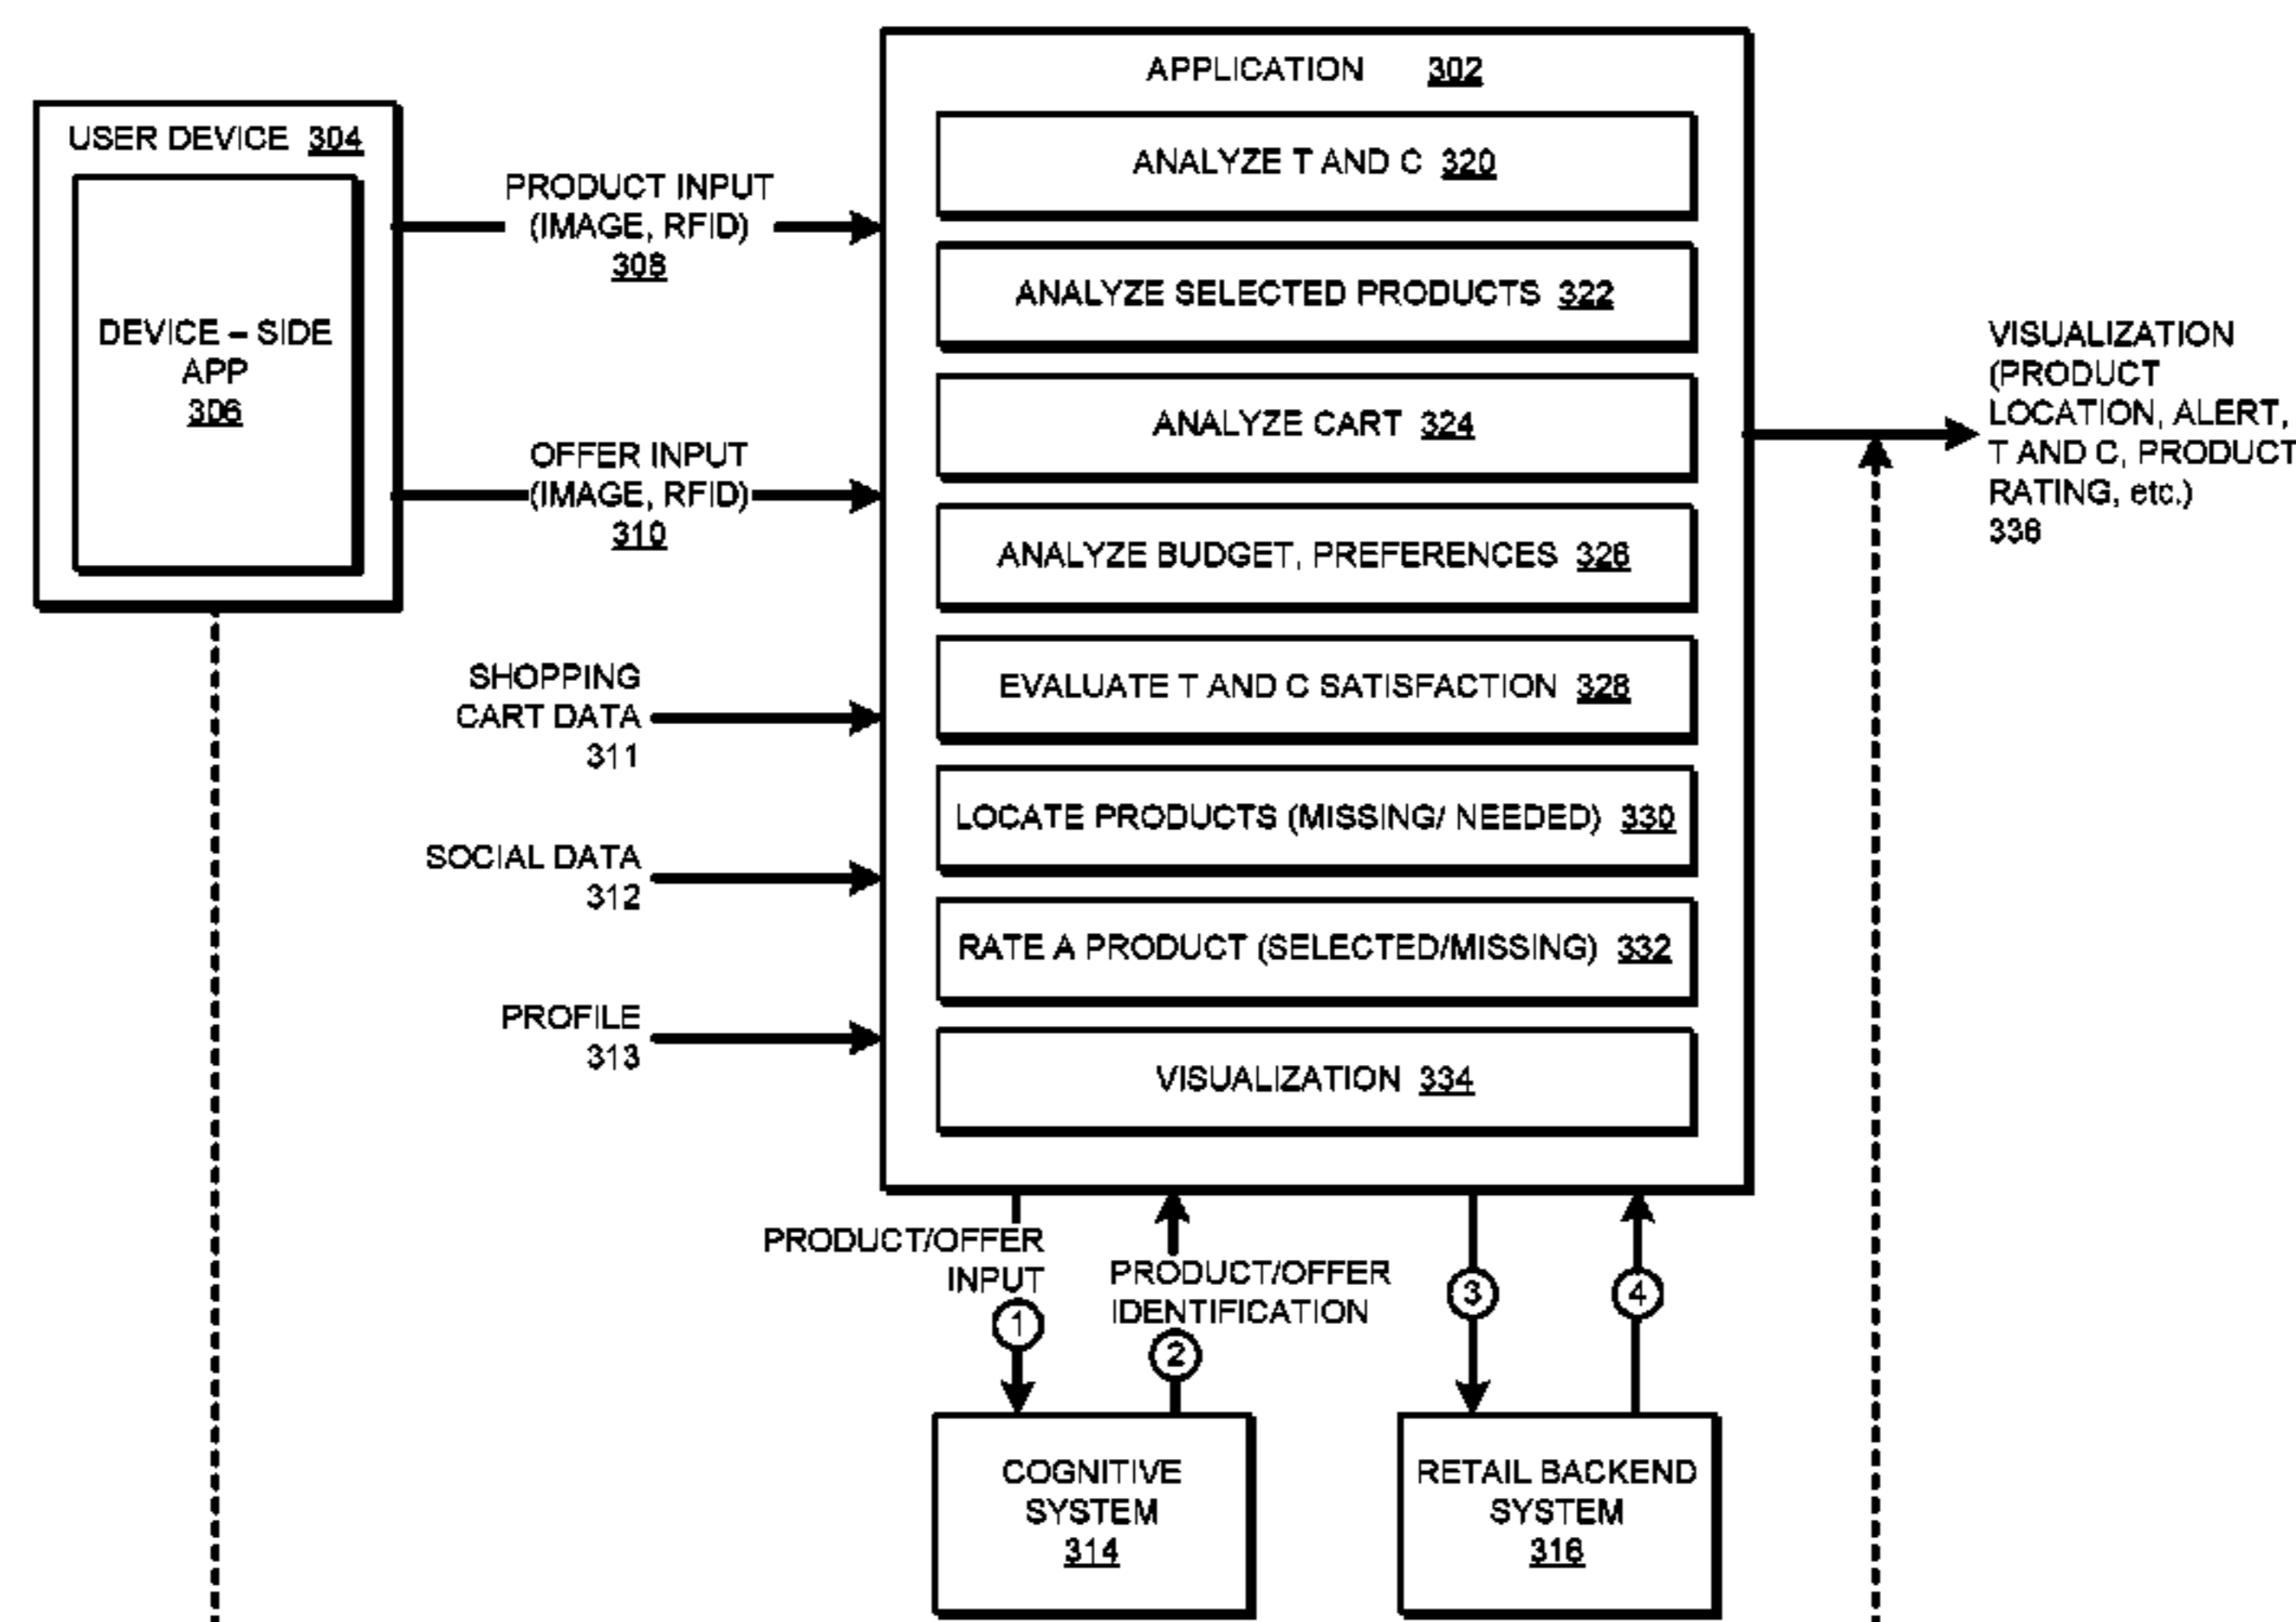 APPLICATION 302
USER DEVICE 304
DEVICE – SIDE
APP
306
PRODUCT INPUT
(IMAGE, RFID)
308
OFFER INPUT
(IMAGE, RFID)
310
SHOPPING
CART DATA
311
SOCIAL DATA
312
PROFILE
313
ANALYZE T AND C 320
ANALYZE SELECTED PRODUCTS 322
ANALYZE CART 324
ANALYZE BUDGET, PREFERENCES 326
EVALUATE T AND C SATISFACTION 328
LOCATE PRODUCTS (MISSING/ NEEDED) 330
RATE A PRODUCT (SELECTED/MISSING) 332
VISUALIZATION 334
VISUALIZATION
(PRODUCT
LOCATION, ALERT,
T AND C, PRODUCT
RATING, etc.)
336
PRODUCT/OFFER
INPUT
1
PRODUCT/OFFER
IDENTIFICATION
2
3
4
COGNITIVE
SYSTEM
314
RETAIL BACKEND
SYSTEM
316